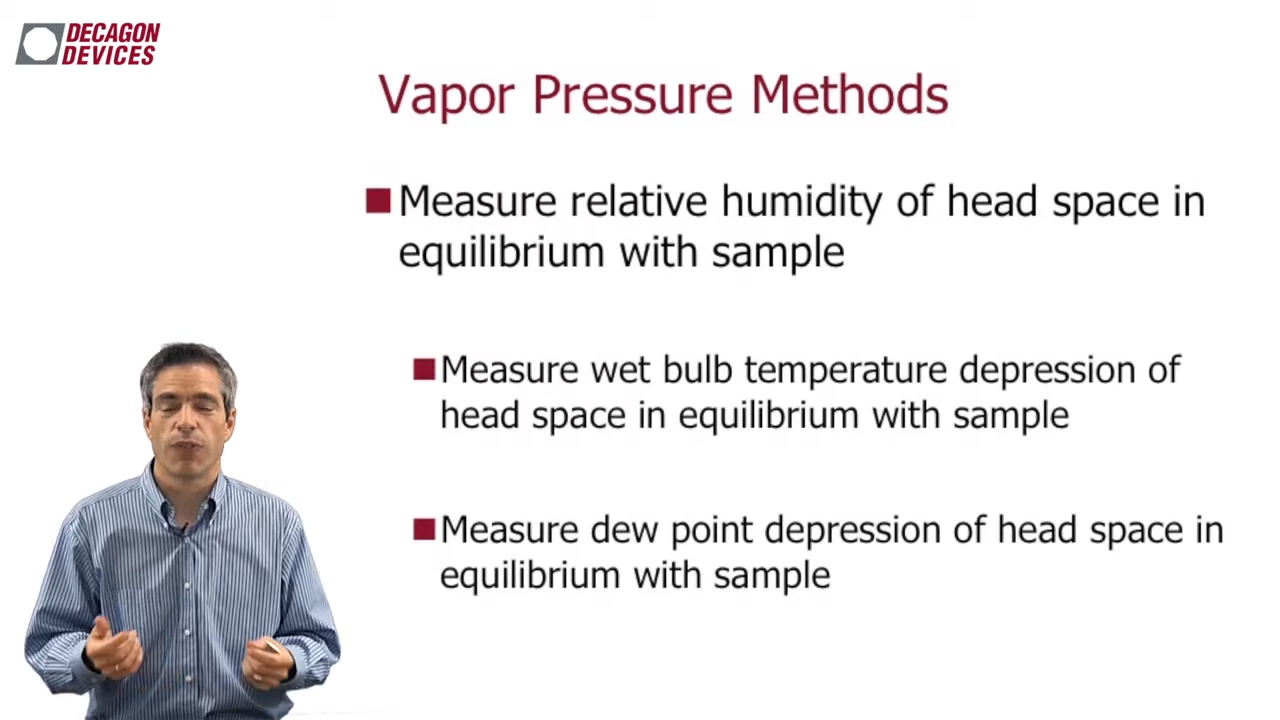 DECAGON
DEVICES
Vapor Pressure Methods
Measure relative humidity of head space in
equilibrium with sample
Measure wet bulb temperature depression of
head space in equilibrium with sample
Measure dew point depression of head space in
equilibrium with sample